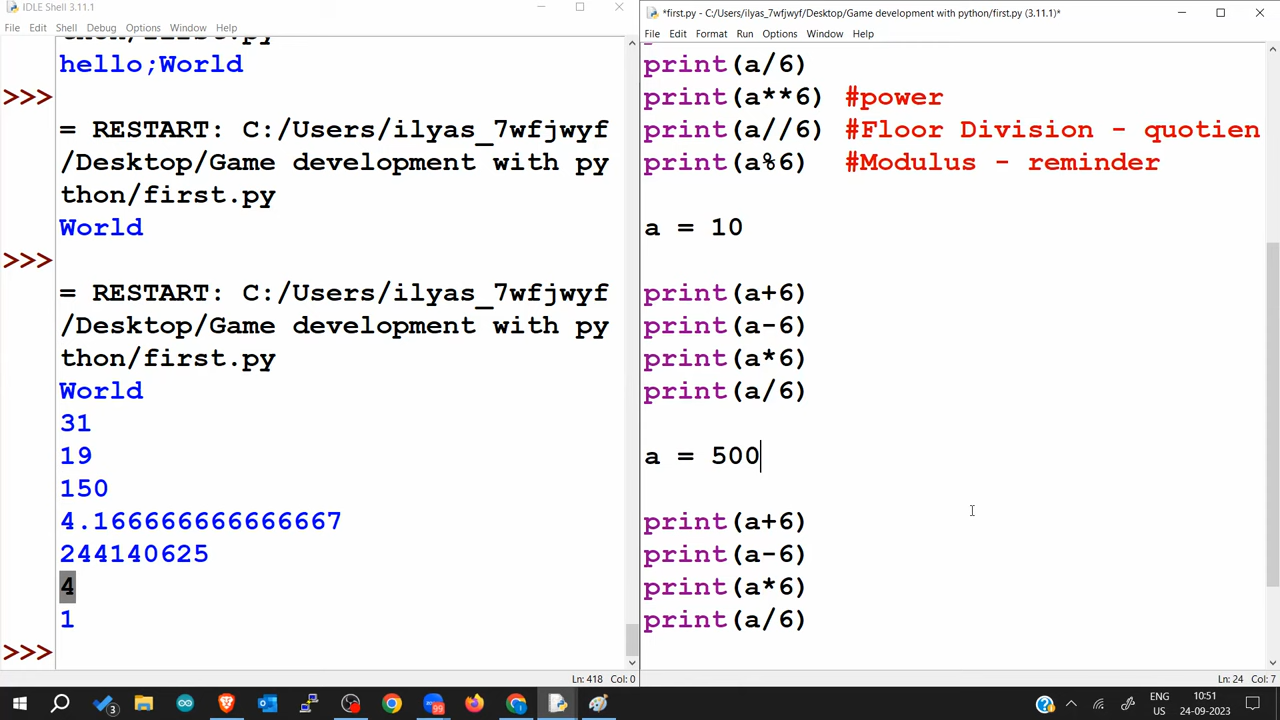 IDLE Shell 3.11.1
File Edit Shell Debug Options Window Help
hello;World
>>>
= RESTART: C:/Users/ilyas_7wfjwyf
/Desktop/Game development with py
thon/first.py
World
>>>
= RESTART: C:/Users/ilyas_7wfjwyf
/Desktop/Game development with py
thon/first.py
World
31
19
150
4.166666666666667
244140625
4
1
>>>
Ln: 418 Col: 0
*first.py - C:/Users/ilyas_7wfjwyf/Desktop/Game development with python/first.py (3.11.1)*
File Edit Format Run Options Window Help
print(a/6)
print(a**6) #power
print(a//6) #Floor Division - quotien
print(a%6) #Modulus - reminder
a = 10
print(a+6)
print(a-6)
print(a*6)
print(a/6)
a = 500
print(a+6)
print(a-6)
print(a*6)
print(a/6)
Ln: 24 Col: 7
3
99
ENG
US
10:51
24-09-2023